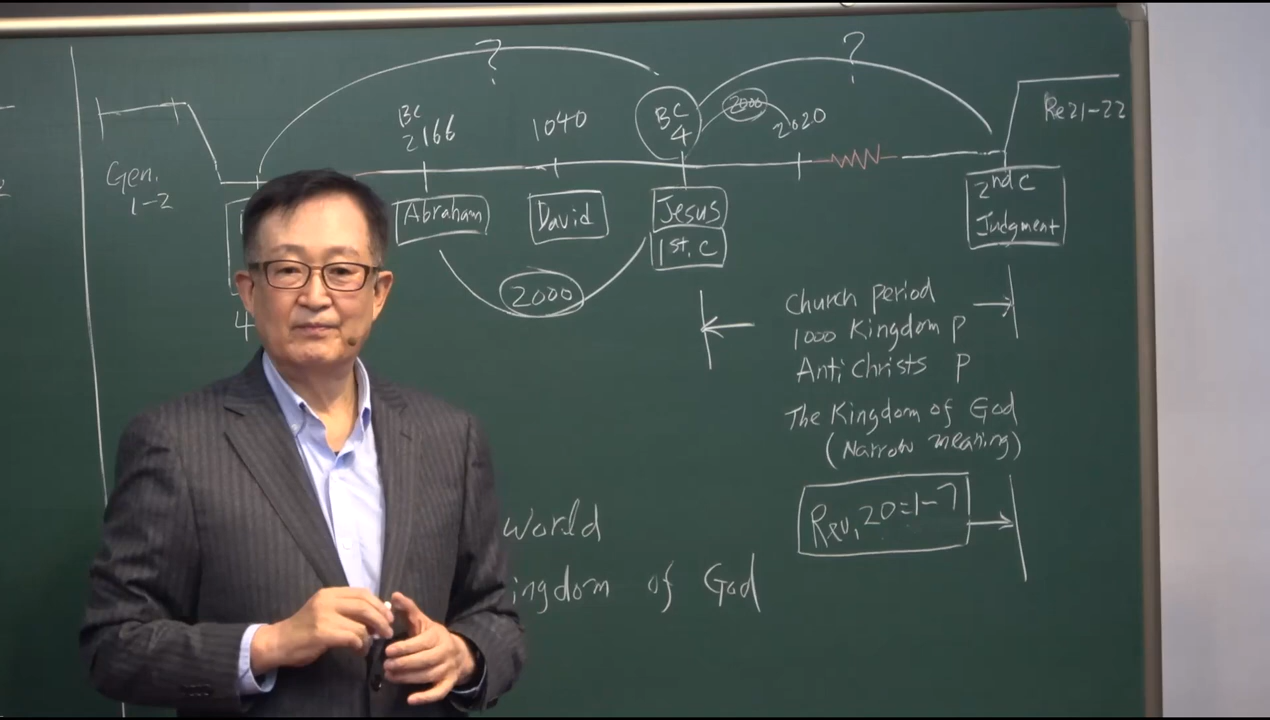 ? ?
BC
2166
1040
BC
4
2000
2020
Re21-22
Gen.
1-2
Abraham
David
Jesus
1st. C
2nd C
Judgment
2000
4
Church period
1000 Kingdom P
AntiChrists P
The Kingdom of God
(Narrow meaning)
Rev, 20=1-7
world
ingdom of God